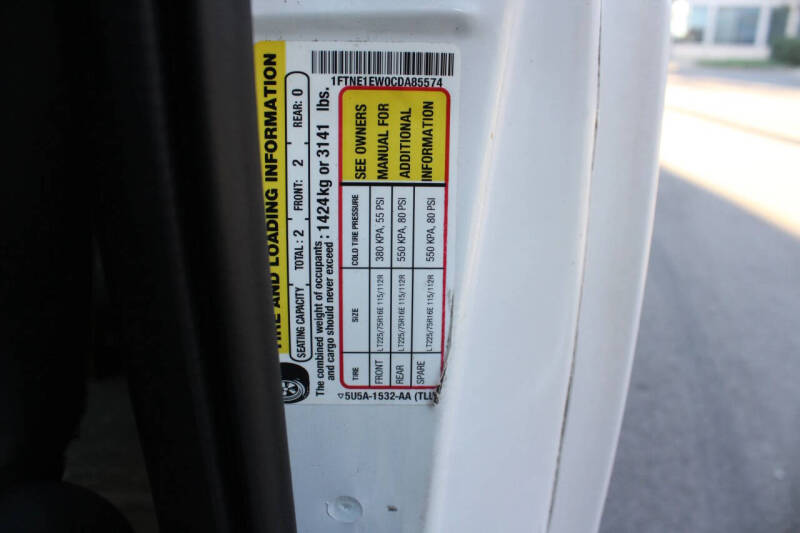 1FTNE1EW0CDA85574
TIRE AND LOADING INFORMATION
SEATING CAPACITY TOTAL : 2 FRONT: 2 REAR: 0
The combined weight of occupants
and cargo should never exceed : 1424kg or 3141 lbs.
TIRE SIZE COLD TIRE PRESSURE SEE OWNERS
FRONT LT225/75R16E 115/112R 380 KPA, 55 PSI MANUAL FOR
REAR LT225/75R16E 115/112R 550 KPA, 80 PSI ADDITIONAL
SPARE LT225/75R16E 115/112R 550 KPA, 80 PSI INFORMATION
5U5A-1532-AA (TLL